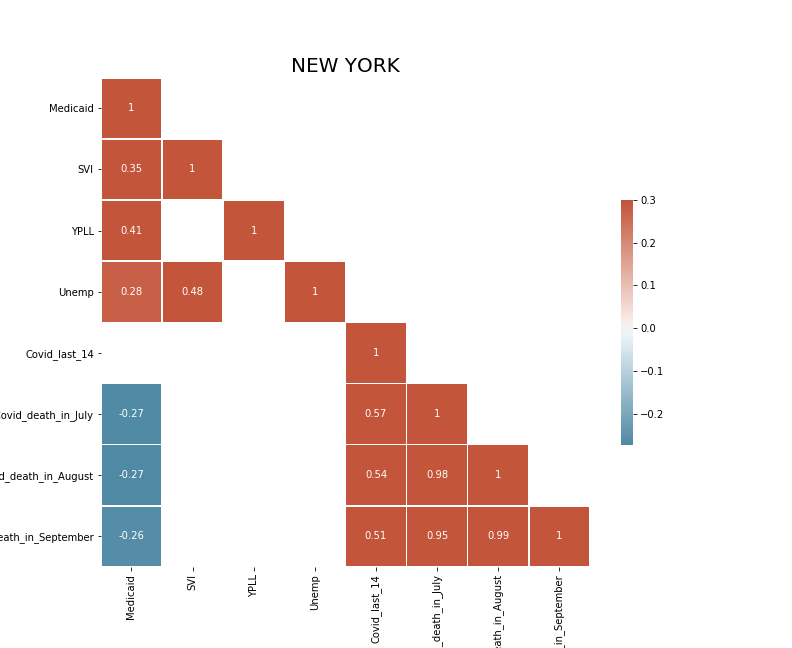 NEW YORK
Medicaid 1
SVI 0.35 1
YPLL 0.41 1
Unemp 0.28 0.48 1
Covid_last_14 1
ovid_death_in_July -0.27 0.57 1
d_death_in_August -0.27 0.54 0.98 1
eath_in_September -0.26 0.51 0.95 0.99 1
Medicaid
SVI
YPLL
Unemp
Covid_last_14
_death_in_July
eath_in_August
_in_September
0.3
0.2
0.1
0.0
−0.1
−0.2